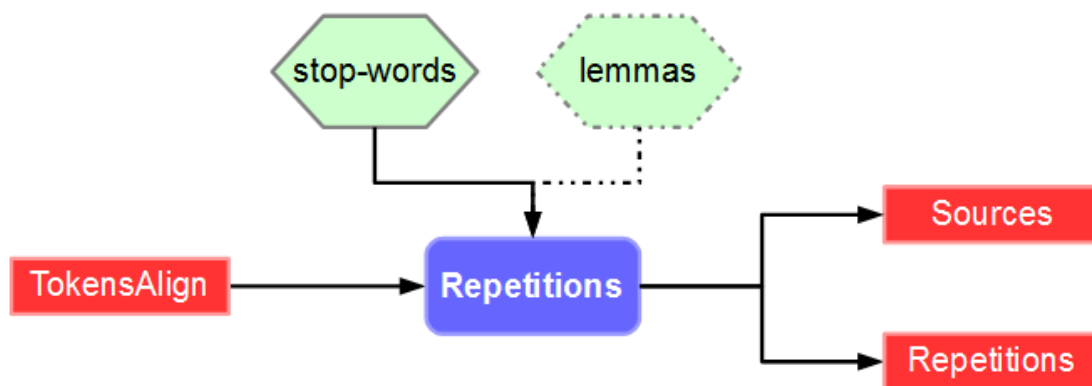 stop-words
lemmas
Sources
TokensAlign
Repetitions
Repetitions